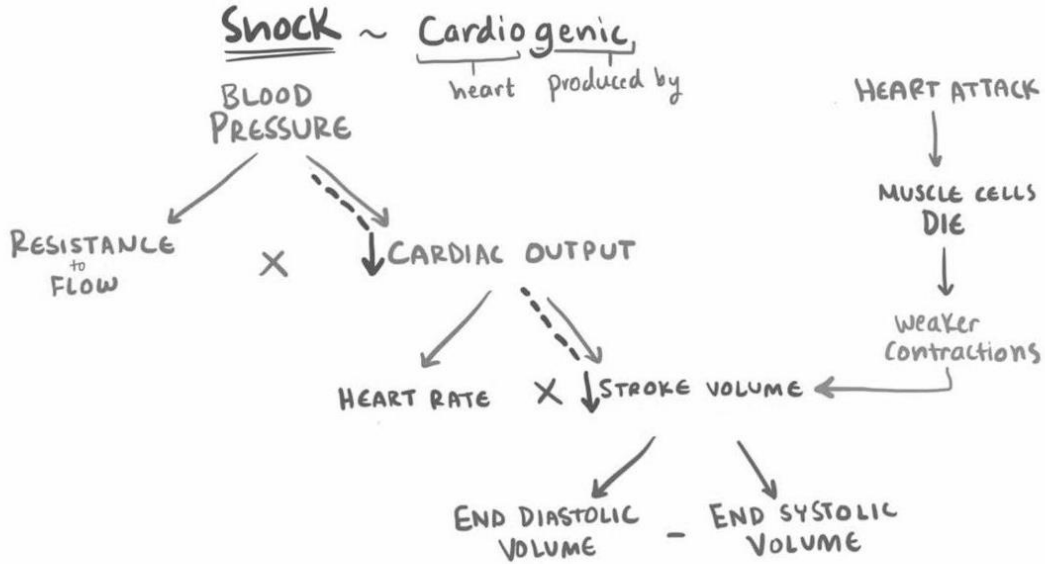 Shock ~ Cardiogenic
heart produced by
BLOOD
PRESSURE
HEART ATTACK
MUSCLE CELLS
DIE
RESISTANCE
to
FLOW
X
↓ CARDIAC OUTPUT
Weaker
Contractions
HEART RATE X ↓ STROKE VOLUME
END DIASTOLIC
VOLUME
-
END SYSTOLIC
VOLUME